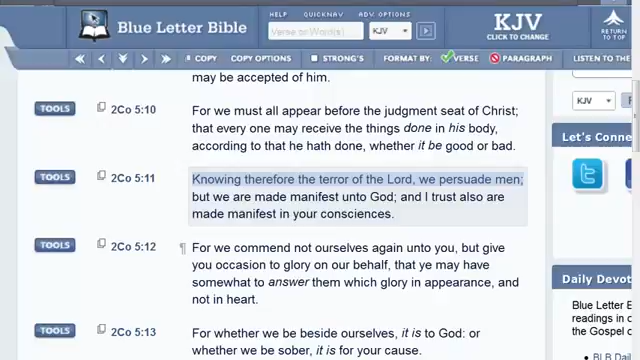 HELP QUICKNAV ADV OPTIONS
Blue Letter Bible
Verse or Word(s)
KJV
KJV
CLICK TO CHANGE
RETURN
TO TOP
COPY COPY OPTIONS STRONG'S FORMAT BY: VERSE PARAGRAPH LISTEN TO THE
may be accepted of him.
TOOLS 2Co 5:10 For we must all appear before the judgment seat of Christ;
that every one may receive the things done in his body,
according to that he hath done, whether it be good or bad.
TOOLS 2Co 5:11 Knowing therefore the terror of the Lord, we persuade men;
but we are made manifest unto God; and I trust also are
made manifest in your consciences.
TOOLS 2Co 5:12 ¶ For we commend not ourselves again unto you, but give
you occasion to glory on our behalf, that ye may have
somewhat to answer them which glory in appearance, and
not in heart.
TOOLS 2Co 5:13 For whether we be beside ourselves, it is to God: or
whether we be sober, it is for your cause.
KJV
Let's Conne
Daily Devoti
Blue Letter B
readings in c
the Gospel c
• BLB Dail